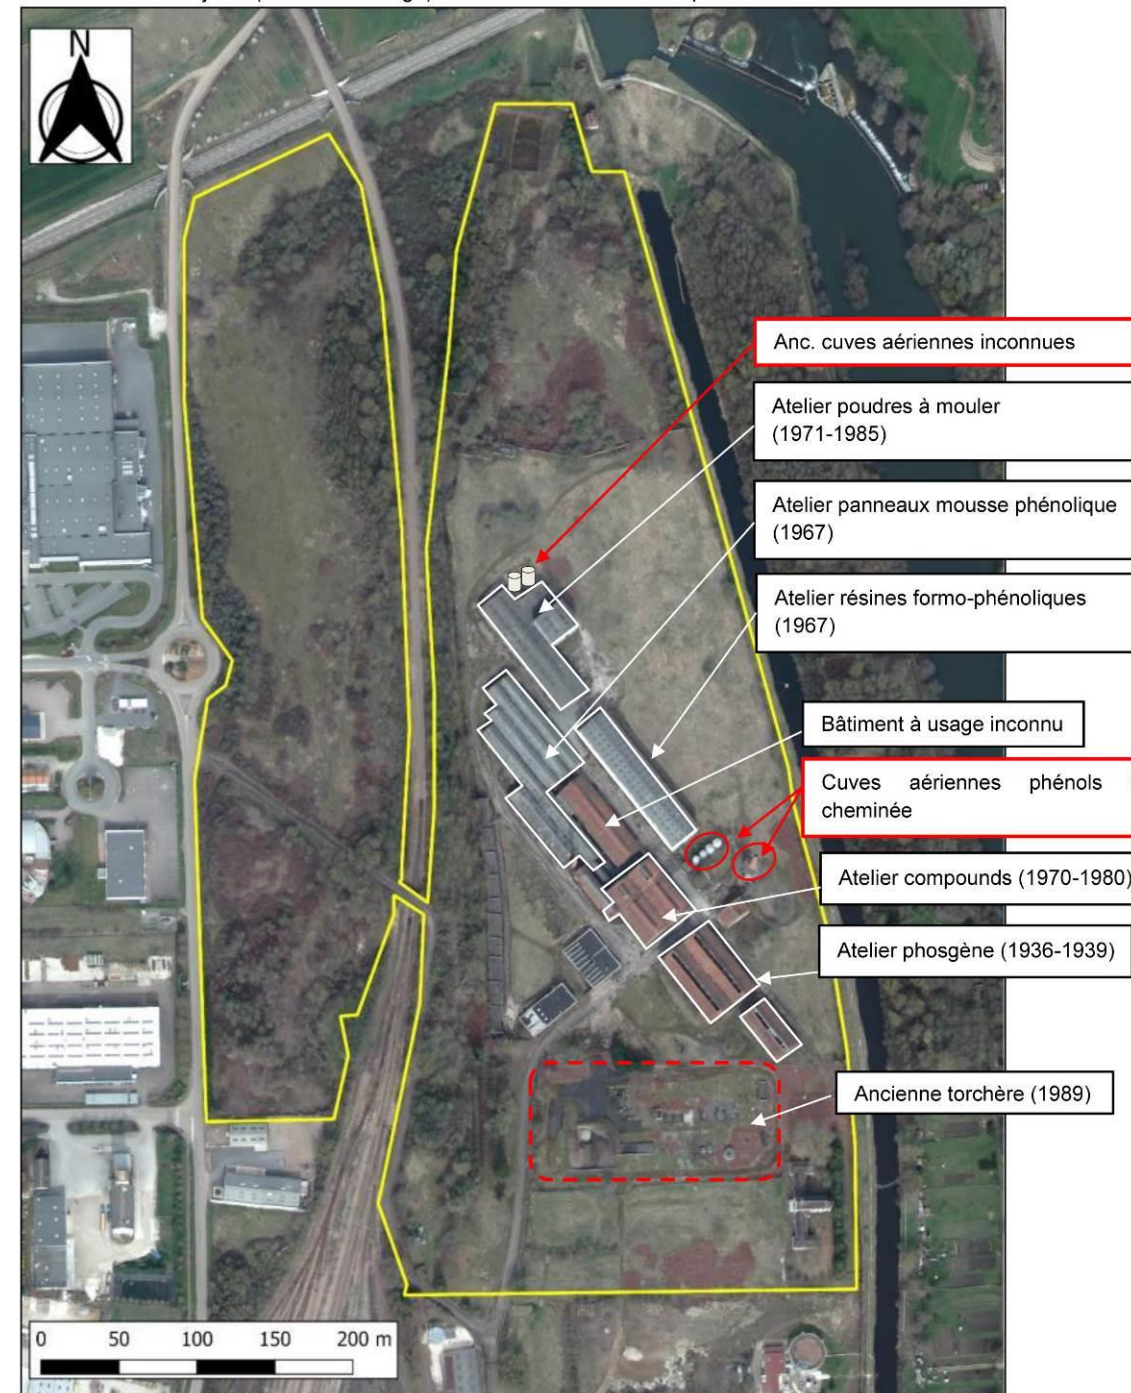 N
Anc. cuves aériennes inconnues
Atelier poudres à mouler
(1971-1985)
Atelier panneaux mousse phénolique
(1967)
Atelier résines formo-phénoliques
(1967)
Bâtiment à usage inconnu
Cuves aériennes phénols
cheminée
Atelier compounds (1970-1980)
Atelier phosgène (1936-1939)
Ancienne torchère (1989)
0 50 100 150 200 m